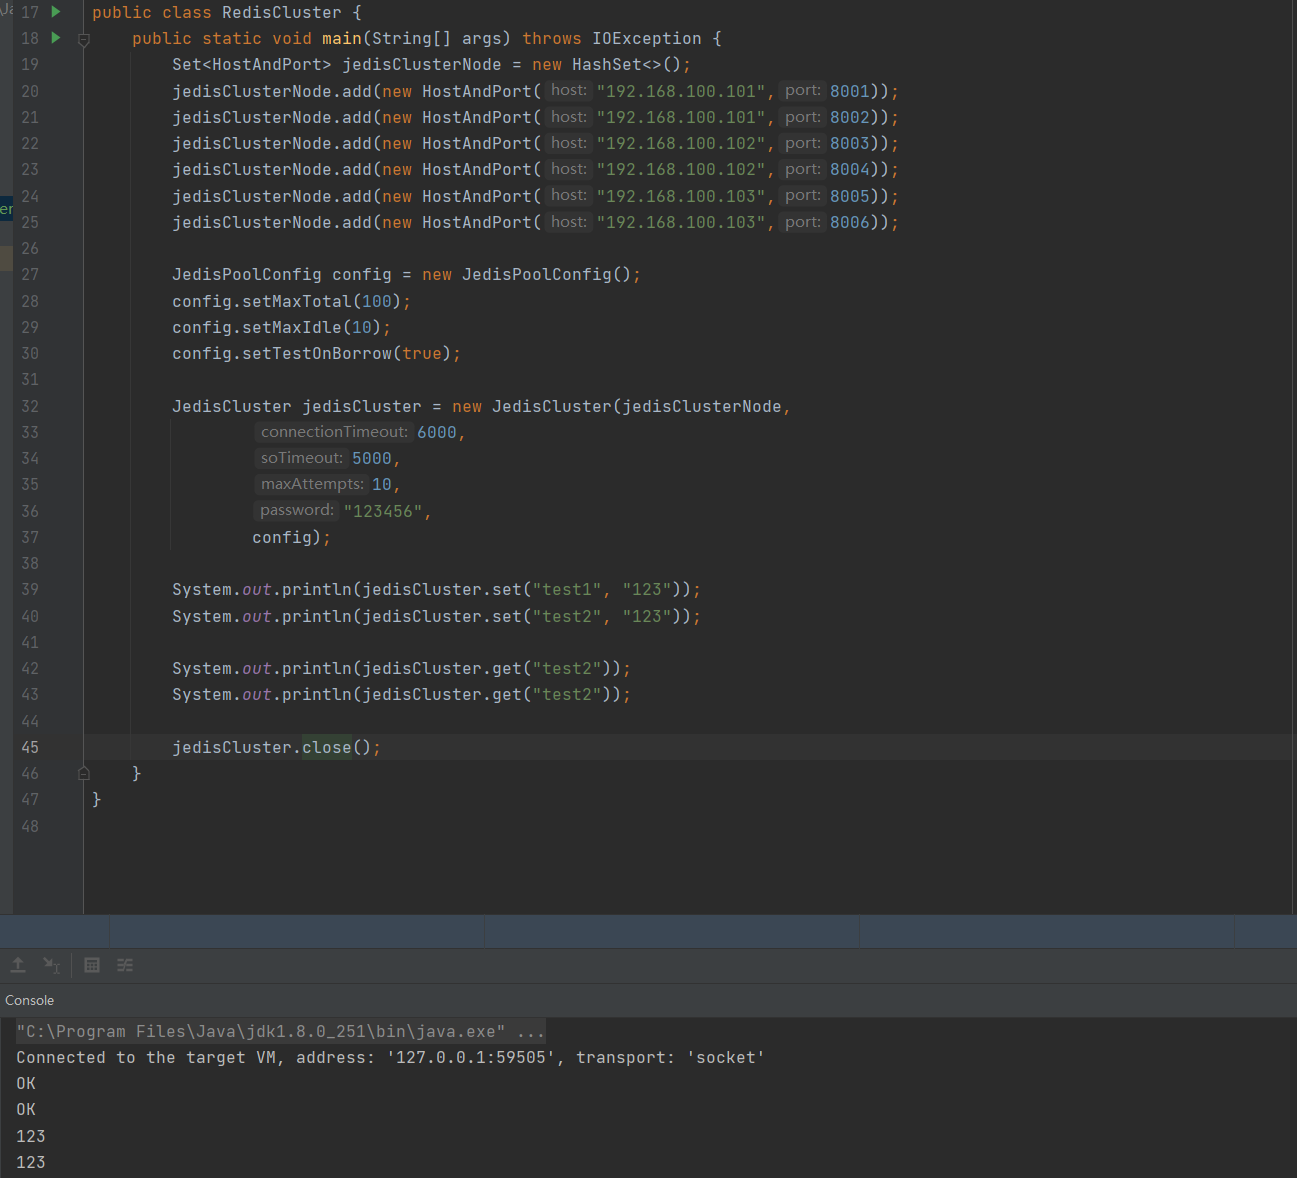 \Ja
17 public class RedisCluster {
18 public static void main(String[] args) throws IOException {
19 Set<HostAndPort> jedisClusterNode = new HashSet<>();
20 jedisClusterNode.add(new HostAndPort( host: "192.168.100.101", port: 8001));
21 jedisClusterNode.add(new HostAndPort( host: "192.168.100.101", port: 8002));
22 jedisClusterNode.add(new HostAndPort( host: "192.168.100.102", port: 8003));
23 jedisClusterNode.add(new HostAndPort( host: "192.168.100.102", port: 8004));
24 jedisClusterNode.add(new HostAndPort( host: "192.168.100.103", port: 8005));
er
25 jedisClusterNode.add(new HostAndPort( host: "192.168.100.103", port: 8006));
26
27 JedisPoolConfig config = new JedisPoolConfig();
28 config.setMaxTotal(100);
29 config.setMaxIdle(10);
30 config.setTestOnBorrow(true);
31
32 JedisCluster jedisCluster = new JedisCluster(jedisClusterNode,
33 connectionTimeout: 6000,
34 soTimeout: 5000,
35 maxAttempts: 10,
36 password: "123456",
37 config);
38
39 System.out.println(jedisCluster.set("test1", "123"));
40 System.out.println(jedisCluster.set("test2", "123"));
41
42 System.out.println(jedisCluster.get("test2"));
43 System.out.println(jedisCluster.get("test2"));
44
45 jedisCluster.close();
46 }
47 }
48
Console
"C:\Program Files\Java\jdk1.8.0_251\bin\java.exe" ...
Connected to the target VM, address: '127.0.0.1:59505', transport: 'socket'
OK
OK
123
123